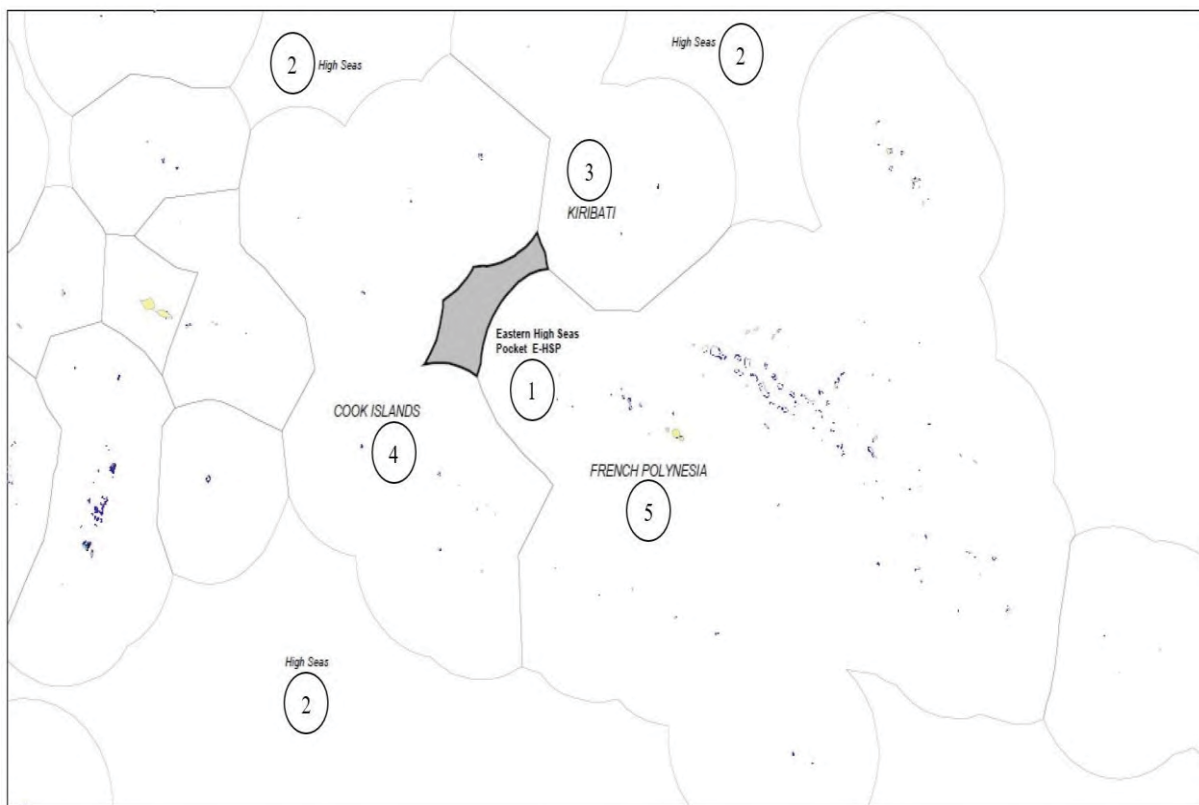 2 High Seas
High Seas 2
3
KIRIBATI
Eastern High Seas
Pocket E-HSP
1
COOK ISLANDS
4
FRENCH POLYNESIA
5
High Seas
2